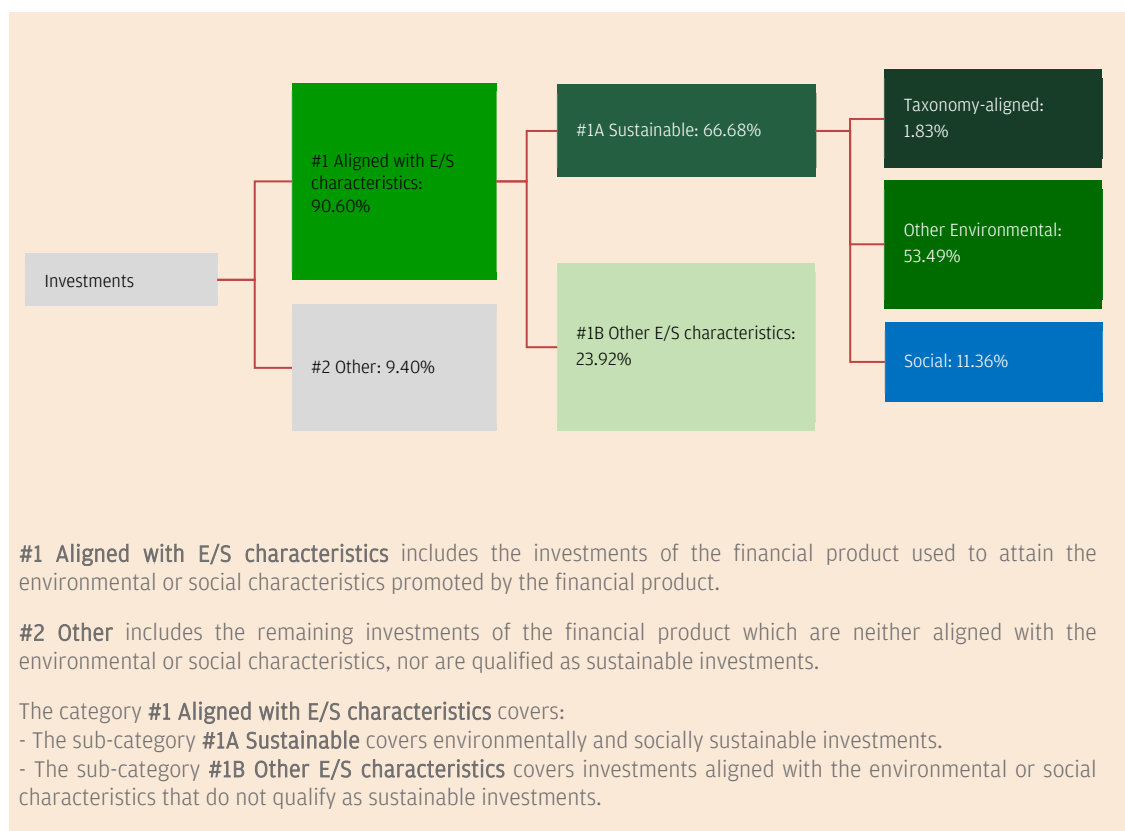 Investments
#1 Aligned with E/S
characteristics:
90.60%
#2 Other: 9.40%
#1A Sustainable: 66.68%
#1B Other E/S characteristics:
23.92%
Taxonomy-aligned:
1.83%
Other Environmental:
53.49%
Social: 11.36%
#1 Aligned with E/S characteristics includes the investments of the financial product used to attain the
environmental or social characteristics promoted by the financial product.
#2 Other includes the remaining investments of the financial product which are neither aligned with the
environmental or social characteristics, nor are qualified as sustainable investments.
The category #1 Aligned with E/S characteristics covers:
- The sub-category #1A Sustainable covers environmentally and socially sustainable investments.
- The sub-category #1B Other E/S characteristics covers investments aligned with the environmental or social
characteristics that do not qualify as sustainable investments.